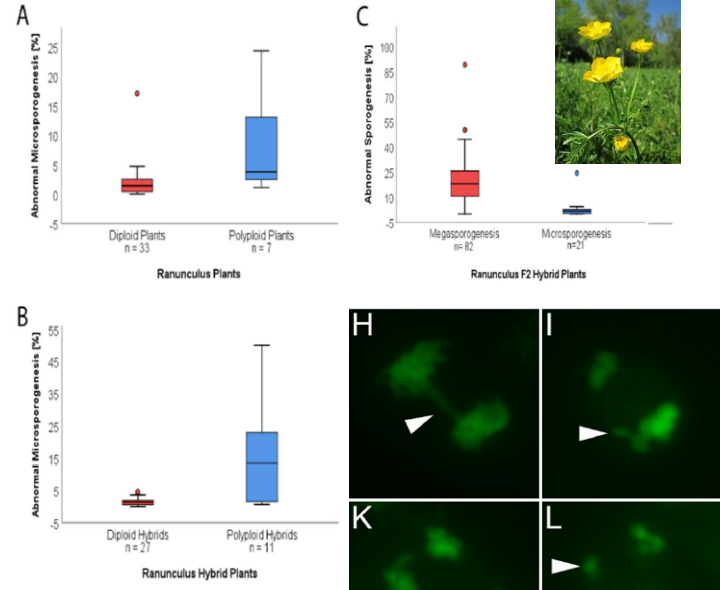 A
Abnormal Microsporogenesis [%]
25
20
15
10
5
0
-5
Diploid Plants
n = 33
Polyploid Plants
n = 7
Ranunculus Plants
C
Abnormal Sporogenesis [%]
100
85
70
55
40
25
10
-5
Megasporogenesis
n= 82
Microsporogenesis
n=21
Ranunculus F2 Hybrid Plants
B
Abnormal Microsporogenesis [%]
55
45
35
25
15
5
-5
Diploid Hybrids
n = 27
Polyploid Hybrids
n = 11
Ranunculus Hybrid Plants
H
I
K
L